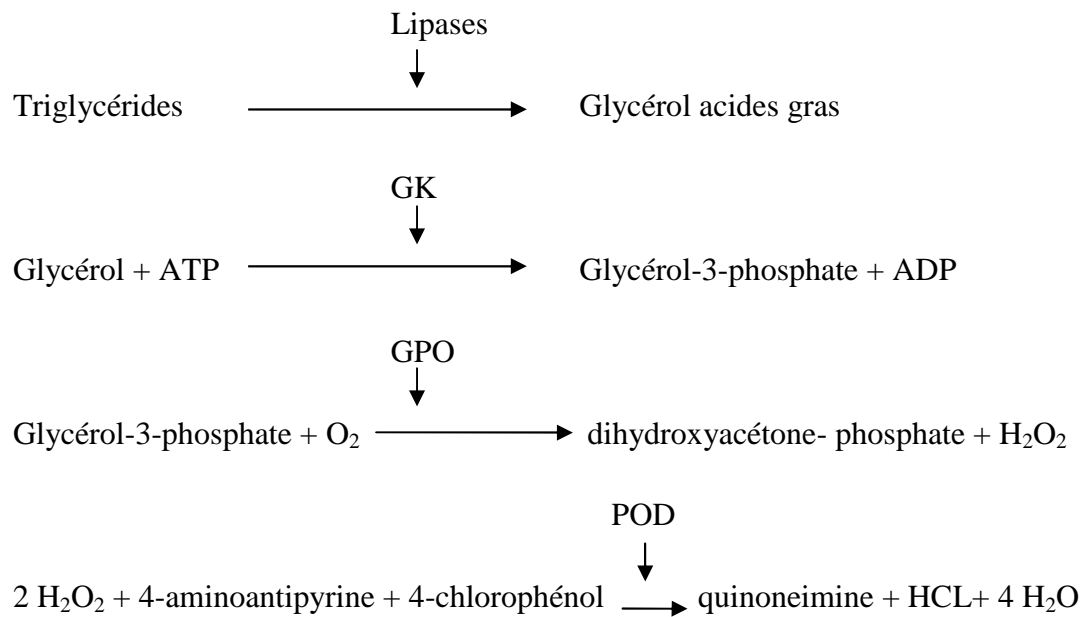 Lipases
Triglycérides Glycérol acides gras
GK
Glycérol + ATP Glycérol-3-phosphate + ADP
GPO
Glycérol-3-phosphate + O₂ dihydroxyacétone- phosphate + H₂O₂
POD
2 H₂O₂ + 4-aminoantipyrine + 4-chlorophénol quinoneimine + HCL+ 4 H₂O